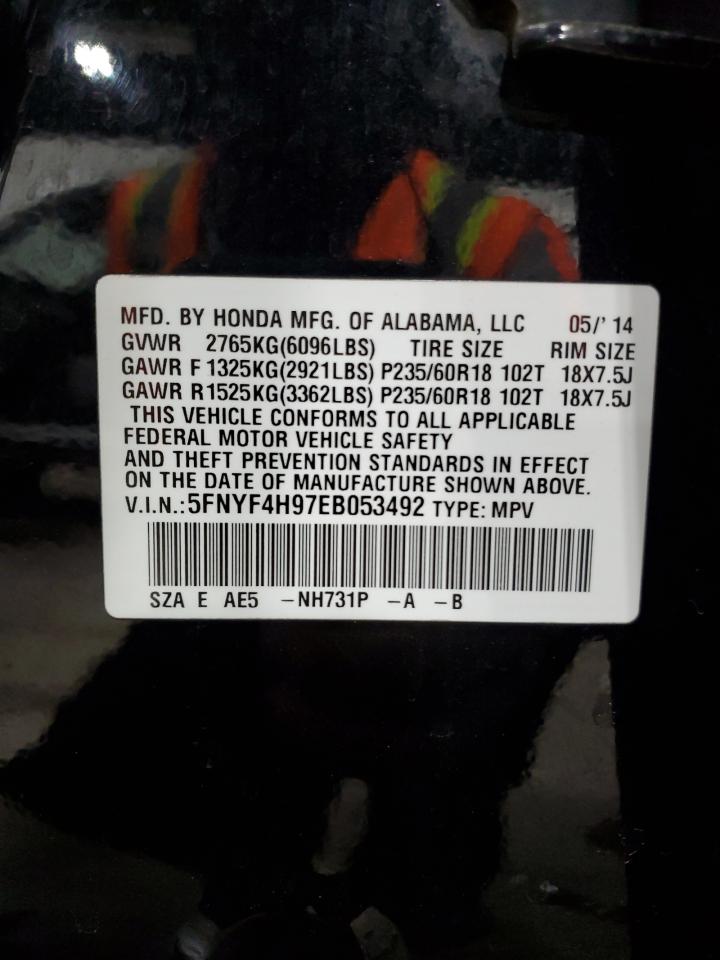 MFD. BY HONDA MFG. OF ALABAMA, LLC 05/' 14
GVWR 2765KG(6096LBS) TIRE SIZE RIM SIZE
GAWR F 1325KG(2921LBS) P235/60R18 102T 18X7.5J
GAWR R1525KG(3362LBS) P235/60R18 102T 18X7.5J
THIS VEHICLE CONFORMS TO ALL APPLICABLE
FEDERAL MOTOR VEHICLE SAFETY
AND THEFT PREVENTION STANDARDS IN EFFECT
ON THE DATE OF MANUFACTURE SHOWN ABOVE.
V.I.N.:5FNYF4H97EB053492 TYPE: MPV
SZA E AE5 –NH731P –A –B